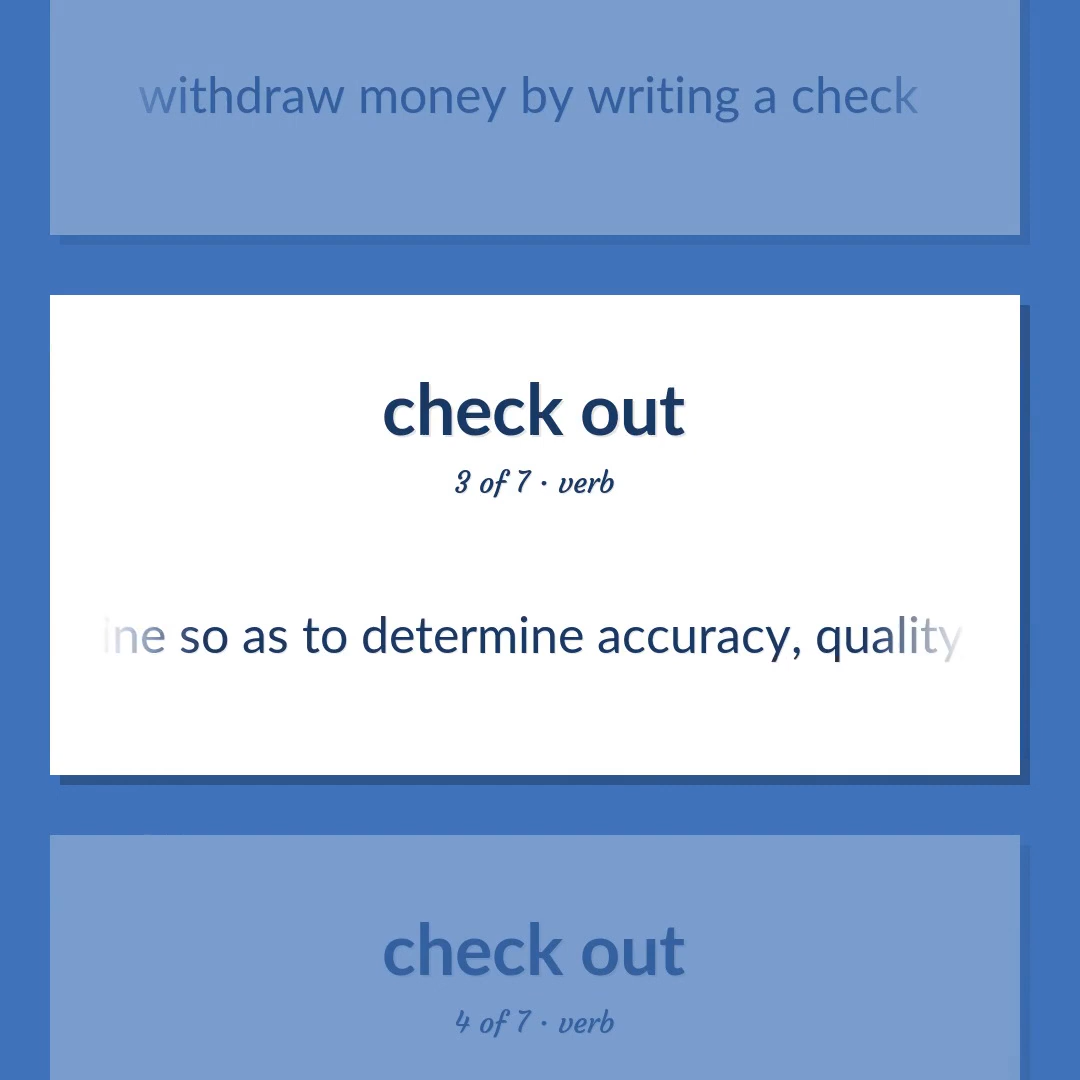 withdraw money by writing a check
check out
3 of 7 · verb
ine so as to determine accuracy, quality
check out
4 of 7 · verb